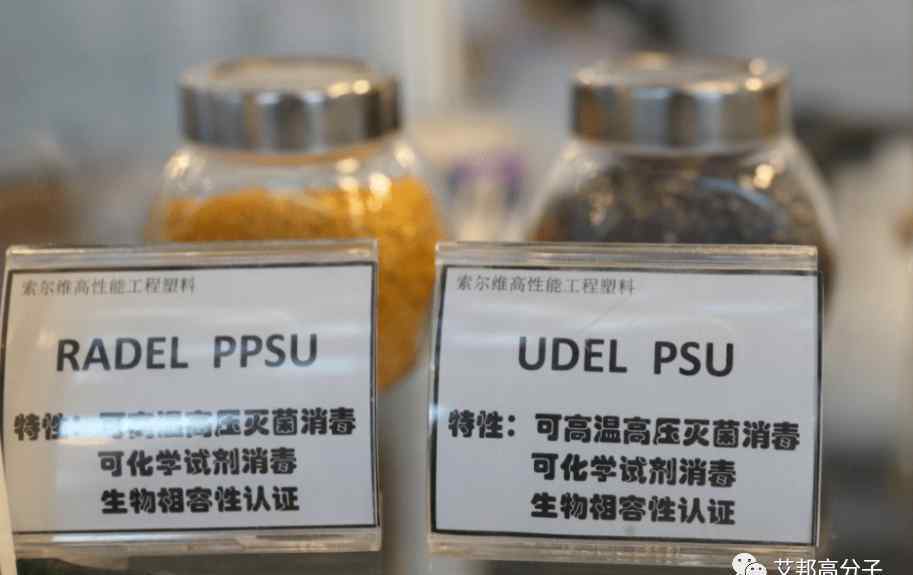 索尔维高性能工程塑料
RADEL PPSU
特性：可高温高压灭菌消毒
可化学试剂消毒
生物相容性认证
索尔维高性能工程塑料
UDEL PSU
特性：可高温高压灭菌消毒
可化学试剂消毒
生物相容性认证
艾邦高分子